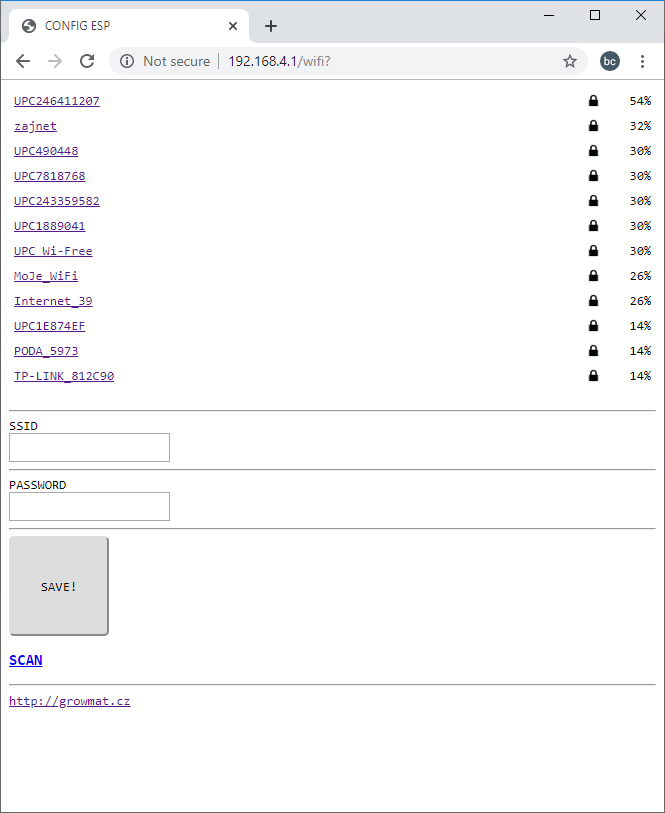 CONFIG ESP
Not secure 192.168.4.1/wifi? bc
UPC246411207 54%
zajnet 32%
UPC490448 30%
UPC7818768 30%
UPC243359582 30%
UPC1889041 30%
UPC Wi-Free 30%
MoJe_WiFi 26%
Internet_39 26%
UPC1E874EF 14%
PODA_5973 14%
TP-LINK_812C90 14%
SSID
PASSWORD
SAVE!
SCAN
http://growmat.cz